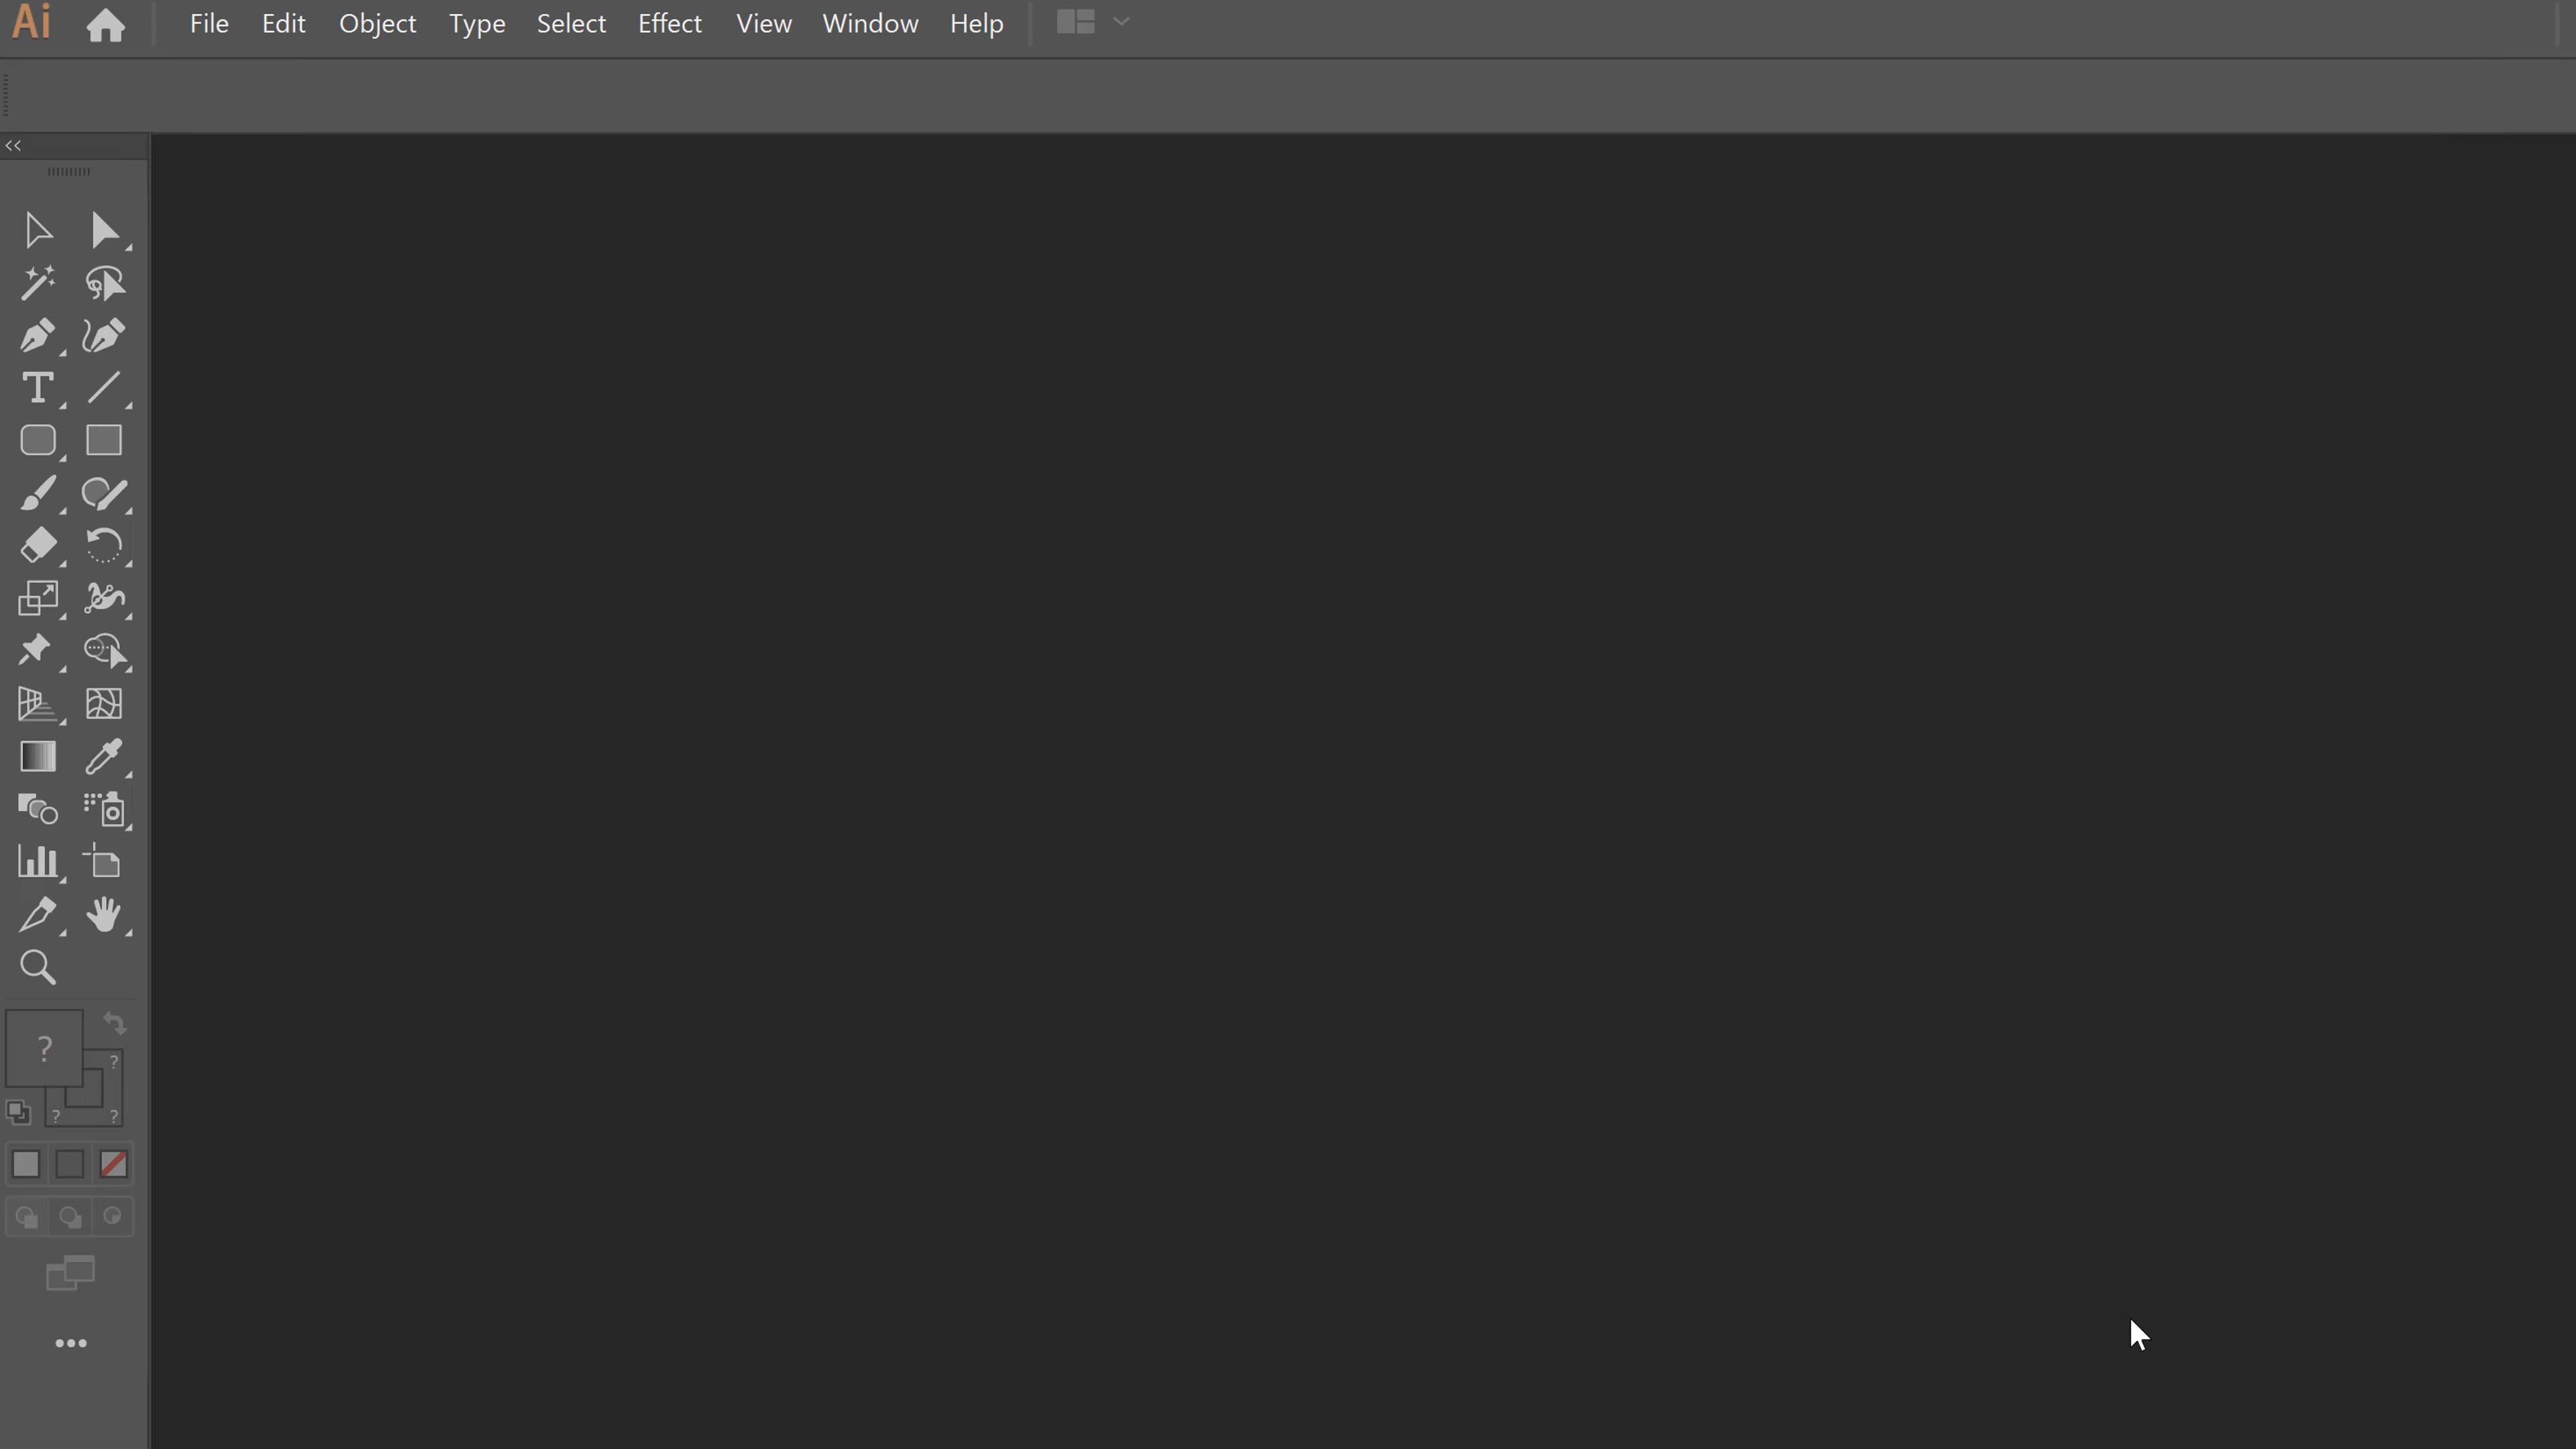 Ai File Edit Object Type Select Effect View Window Help
<<
?
?
? ?